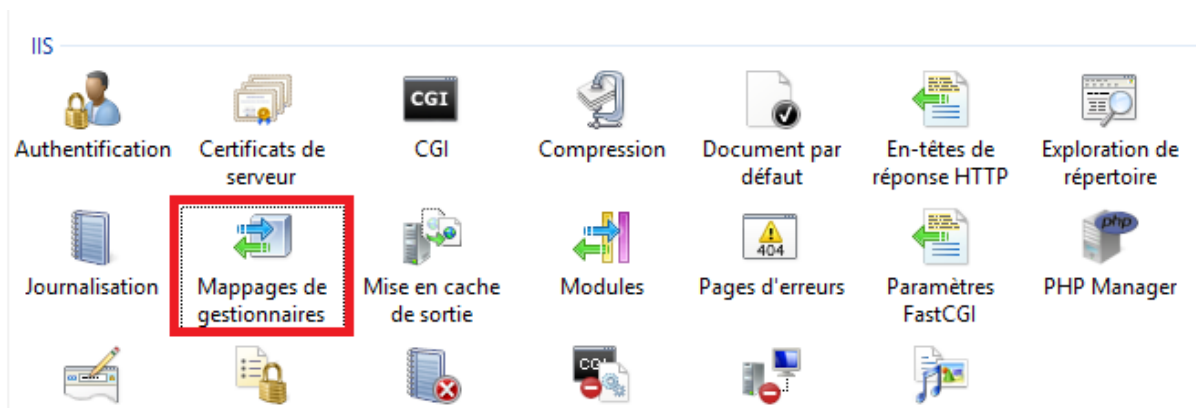 IIS
CGI
Authentification
Certificats de
serveur
CGI
Compression
Document par
défaut
En-têtes de
réponse HTTP
Exploration de
répertoire
404
php
Journalisation
Mappages de
gestionnaires
Mise en cache
de sortie
Modules
Pages d'erreurs
Paramètres
FastCGI
PHP Manager